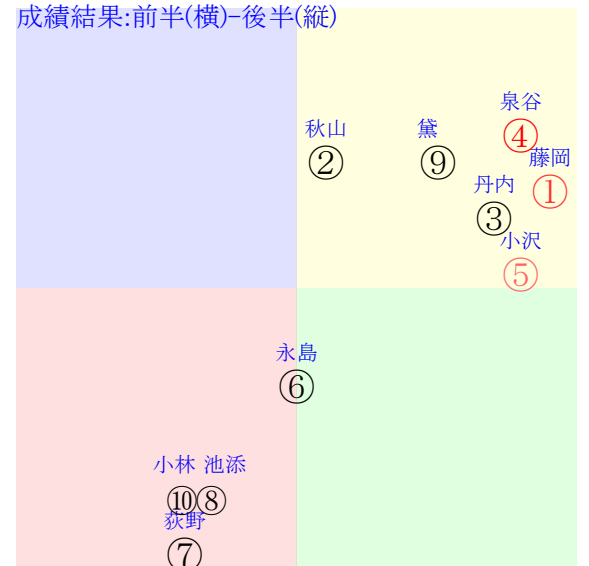 成績結果:前半(横)-後半(縦)
泉谷
④
秋山
②
黛
⑨
藤岡
①
丹内
③
小沢
⑤
永島
⑥
小林 池添
⑩⑧
荻野
⑦